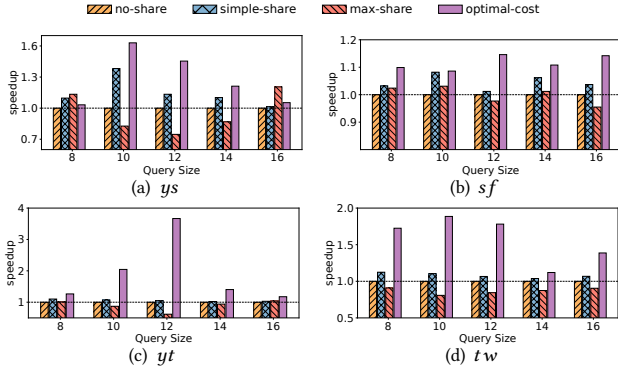 no-share simple-share max-share optimal-cost
speedup
1.6
1.3
1.0
0.7
8 10 12 14 16
Query Size
(a) ys
speedup
1.2
1.1
1.0
0.9
8 10 12 14 16
Query Size
(b) sf
speedup
4
3
2
1
8 10 12 14 16
Query Size
(c) yt
speedup
2.0
1.5
1.0
0.5
8 10 12 14 16
Query Size
(d) tw